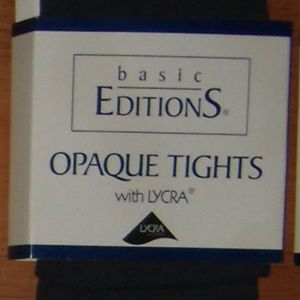 basic
EDITIONS®
OPAQUE TIGHTS
with LYCRA®
LYCRA